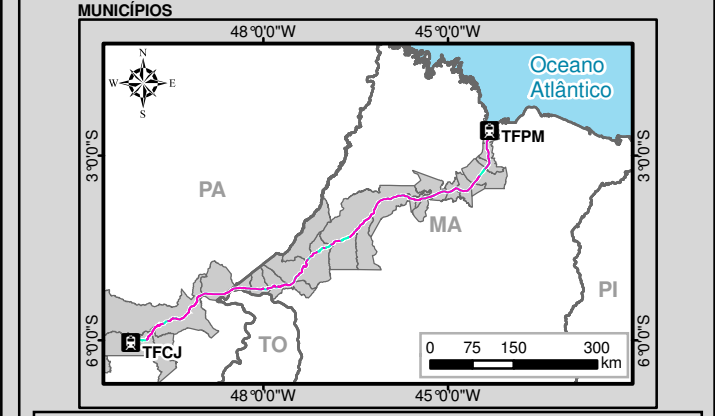 MUNICÍPIOS
48°0'0"W 45°0'0"W
N
W E
S
Oceano
Atlântico
TFPM
3°0'0"S 3°0'0"S
PA
MA
PI
TO
TFCJ
6°0'0"S 6°0'0"S
0 75 150 300
km
48°0'0"W 45°0'0"W